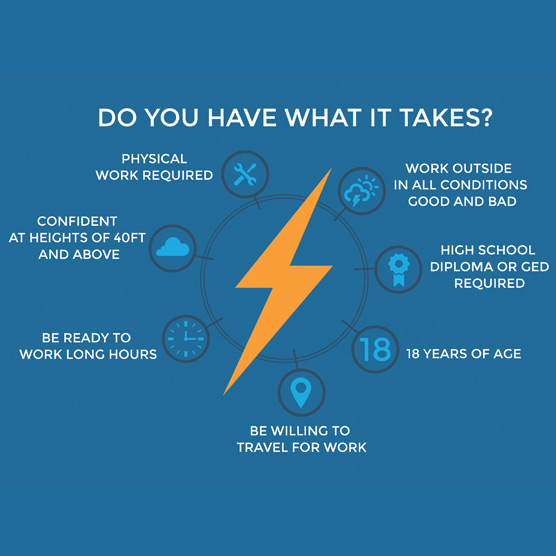 DO YOU HAVE WHAT IT TAKES?
PHYSICAL
WORK REQUIRED
WORK OUTSIDE
IN ALL CONDITIONS
GOOD AND BAD
CONFIDENT
AT HEIGHTS OF 40FT
AND ABOVE
HIGH SCHOOL
DIPLOMA OR GED
REQUIRED
BE READY TO
WORK LONG HOURS
18
18 YEARS OF AGE
BE WILLING TO
TRAVEL FOR WORK